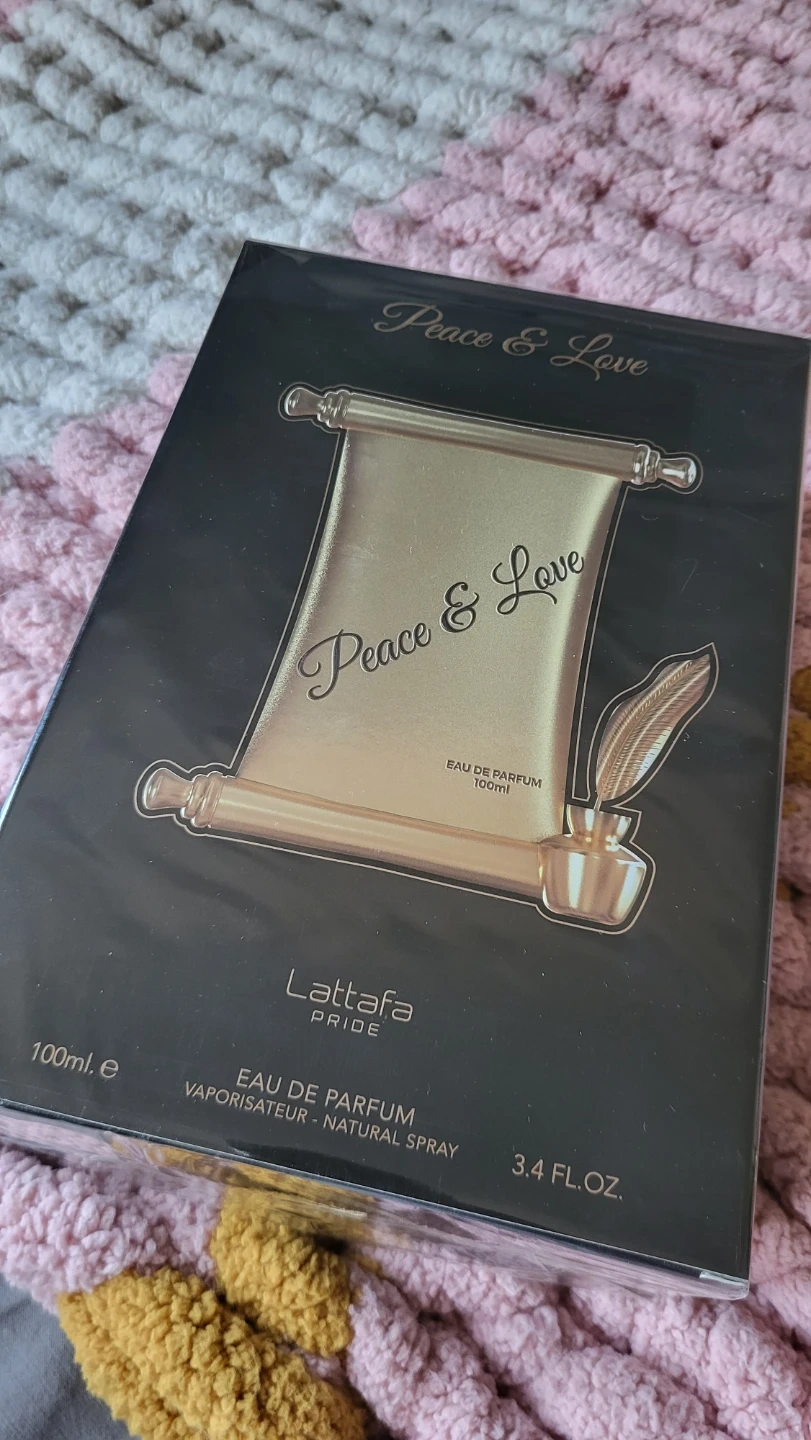 Peace & Love
Peace & Love
EAU DE PARFUM
100ml
Lattafa
PRIDE
100ml. e
EAU DE PARFUM
VAPORISATEUR - NATURAL SPRAY
3.4 FL.OZ.